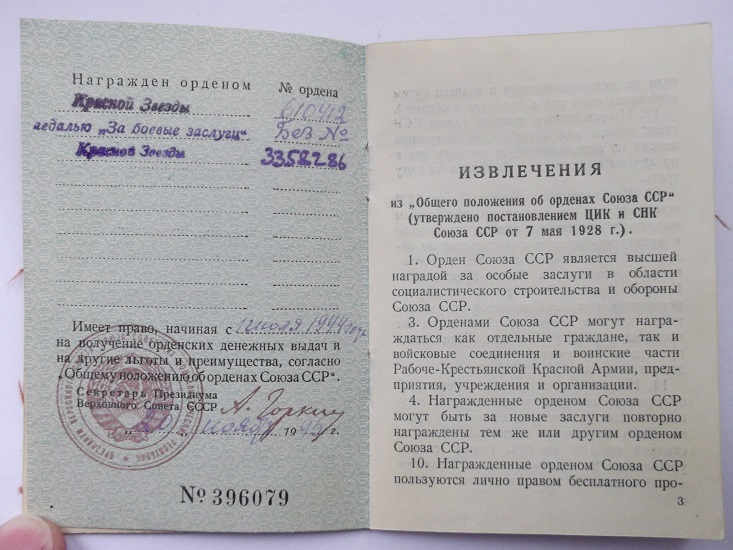 Награжден орденом № ордена
Красной Звезды 610412
медалью „За боевые заслуги“ Без №
Красной Звезды 3358286
Имеет право, начиная с 1 июля 1944 года
на получение орденских денежных выдач и
на другие льготы и преимущества, согласно
„Общему положению об орденах Союза ССР“.
Секретарь Президиума
Верховного Совета СССР А. Горкин
„ “ ноября 19 г.
№ 396079
ИЗВЛЕЧЕНИЯ
из „Общего положения об орденах Союза ССР“
(утверждено постановлением ЦИК и СНК
Союза ССР от 7 мая 1928 г.).
1. Орден Союза ССР является высшей
наградой за особые заслуги в области
социалистического строительства и обороны
Союза ССР.
3. Орденами Союза ССР могут награ-
ждаться как отдельные граждане, так и
войсковые соединения и воинские части
Рабоче-Крестьянской Красной Армии, пред-
приятия, учреждения и организации.
4. Награжденные орденом Союза ССР
могут быть за новые заслуги повторно
награждены тем же или другим орденом
Союза ССР.
10. Награжденные орденом Союза ССР
пользуются лично правом бесплатного про-
3